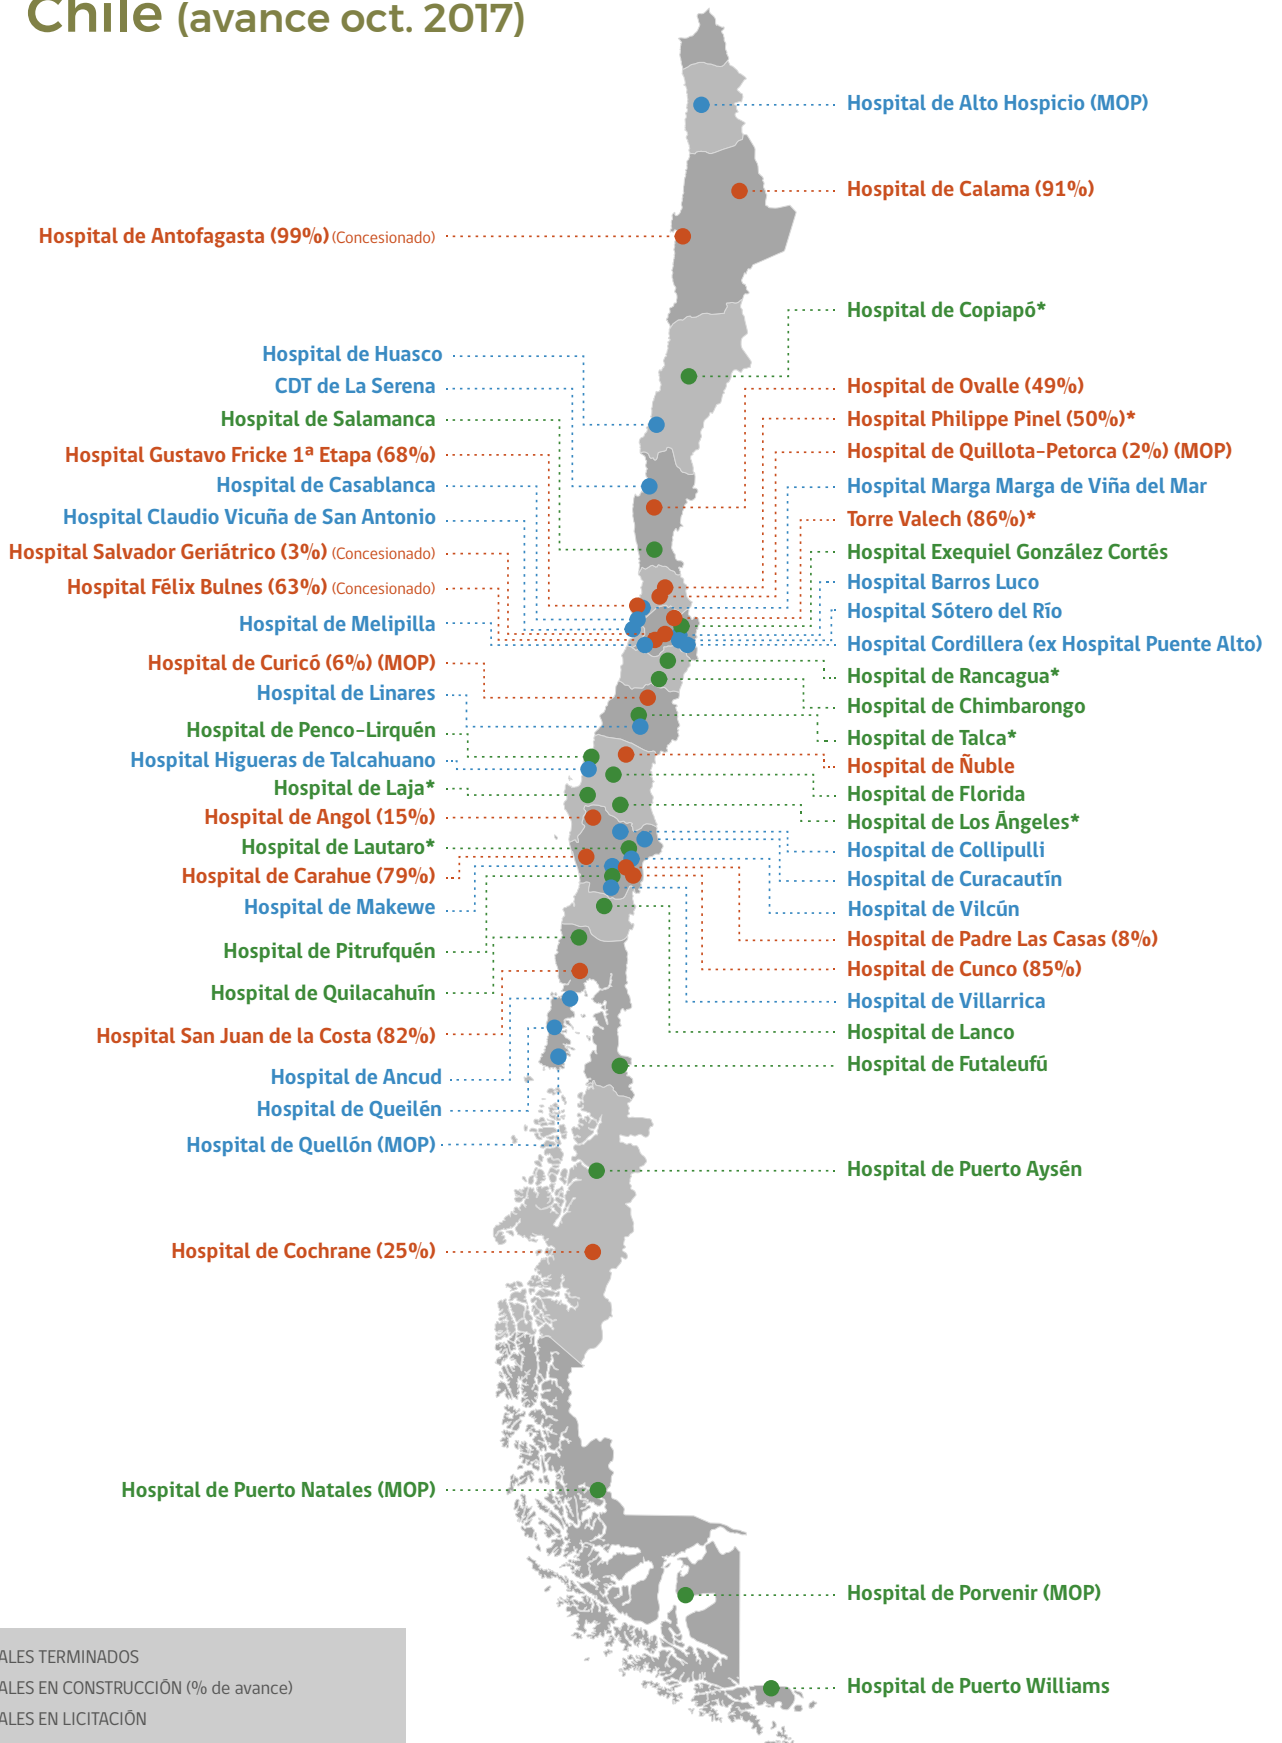 Chile (avance oct. 2017)
Hospital de Alto Hospicio (MOP)
Hospital de Calama (91%)
Hospital de Antofagasta (99%) (Concesionado)
Hospital de Copiapó*
Hospital de Huasco
CDT de La Serena
Hospital de Salamanca
Hospital Gustavo Fricke 1ª Etapa (68%)
Hospital de Casablanca
Hospital Claudio Vicuña de San Antonio
Hospital Salvador Geriátrico (3%) (Concesionado)
Hospital Félix Bulnes (63%) (Concesionado)
Hospital de Melipilla
Hospital de Curicó (6%) (MOP)
Hospital de Linares
Hospital de Penco-Lirquén
Hospital Higueras de Talcahuano
Hospital de Laja*
Hospital de Angol (15%)
Hospital de Lautaro*
Hospital de Carahue (79%)
Hospital de Makewe
Hospital de Pitrufquén
Hospital de Quilacahuín
Hospital San Juan de la Costa (82%)
Hospital de Ancud
Hospital de Queilén
Hospital de Quellón (MOP)
Hospital de Ovalle (49%)
Hospital Philippe Pinel (50%)*
Hospital de Quillota-Petorca (2%) (MOP)
Hospital Marga Marga de Viña del Mar
Torre Valech (86%)*
Hospital Exequiel González Cortés
Hospital Barros Luco
Hospital Sótero del Río
Hospital Cordillera (ex Hospital Puente Alto)
Hospital de Rancagua*
Hospital de Chimbarongo
Hospital de Talca*
Hospital de Ñuble
Hospital de Florida
Hospital de Los Ángeles*
Hospital de Collipulli
Hospital de Curacautín
Hospital de Vilcún
Hospital de Padre Las Casas (8%)
Hospital de Cunco (85%)
Hospital de Villarrica
Hospital de Lanco
Hospital de Futaleufú
Hospital de Puerto Aysén
Hospital de Cochrane (25%)
Hospital de Puerto Natales (MOP)
Hospital de Porvenir (MOP)
Hospital de Puerto Williams
ALES TERMINADOS
ALES EN CONSTRUCCIÓN (% de avance)
ALES EN LICITACIÓN